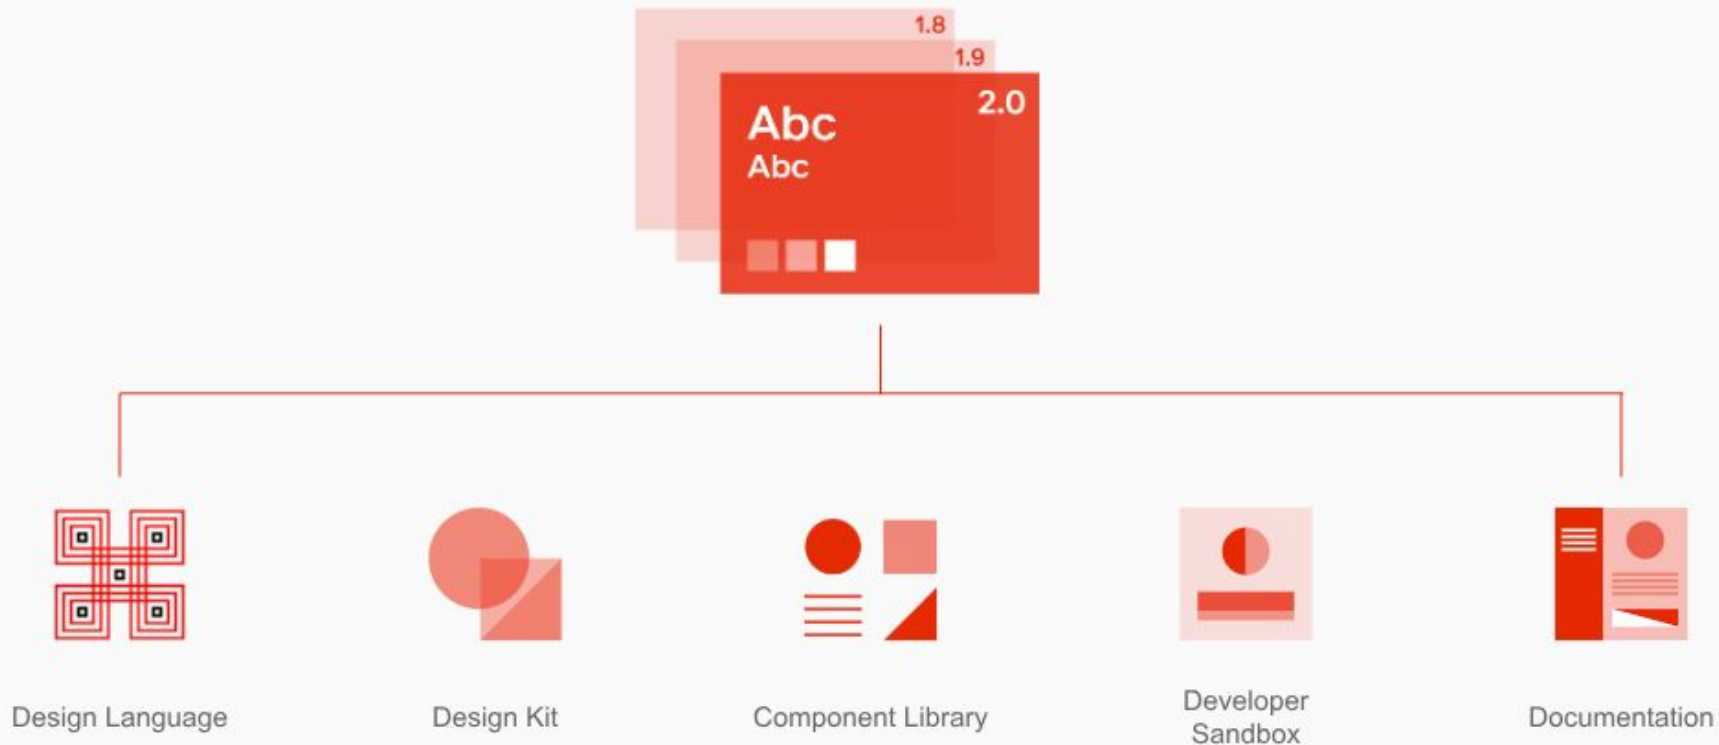 1.8
1.9
2.0
Abc
Abc
Design Language
Design Kit
Component Library
Developer
Sandbox
Documentation